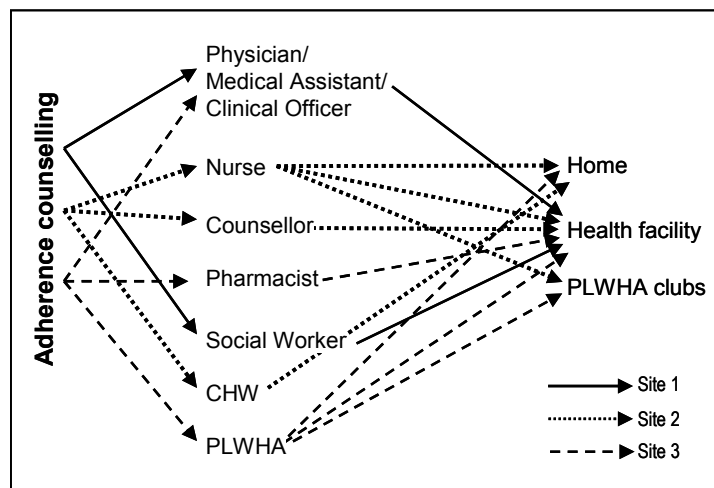 Adherence counselling
Physician/
Medical Assistant/
Clinical Officer
Nurse
Counsellor
Pharmacist
Social Worker
CHW
PLWHA
Home
Health facility
PLWHA clubs
Site 1
Site 2
Site 3